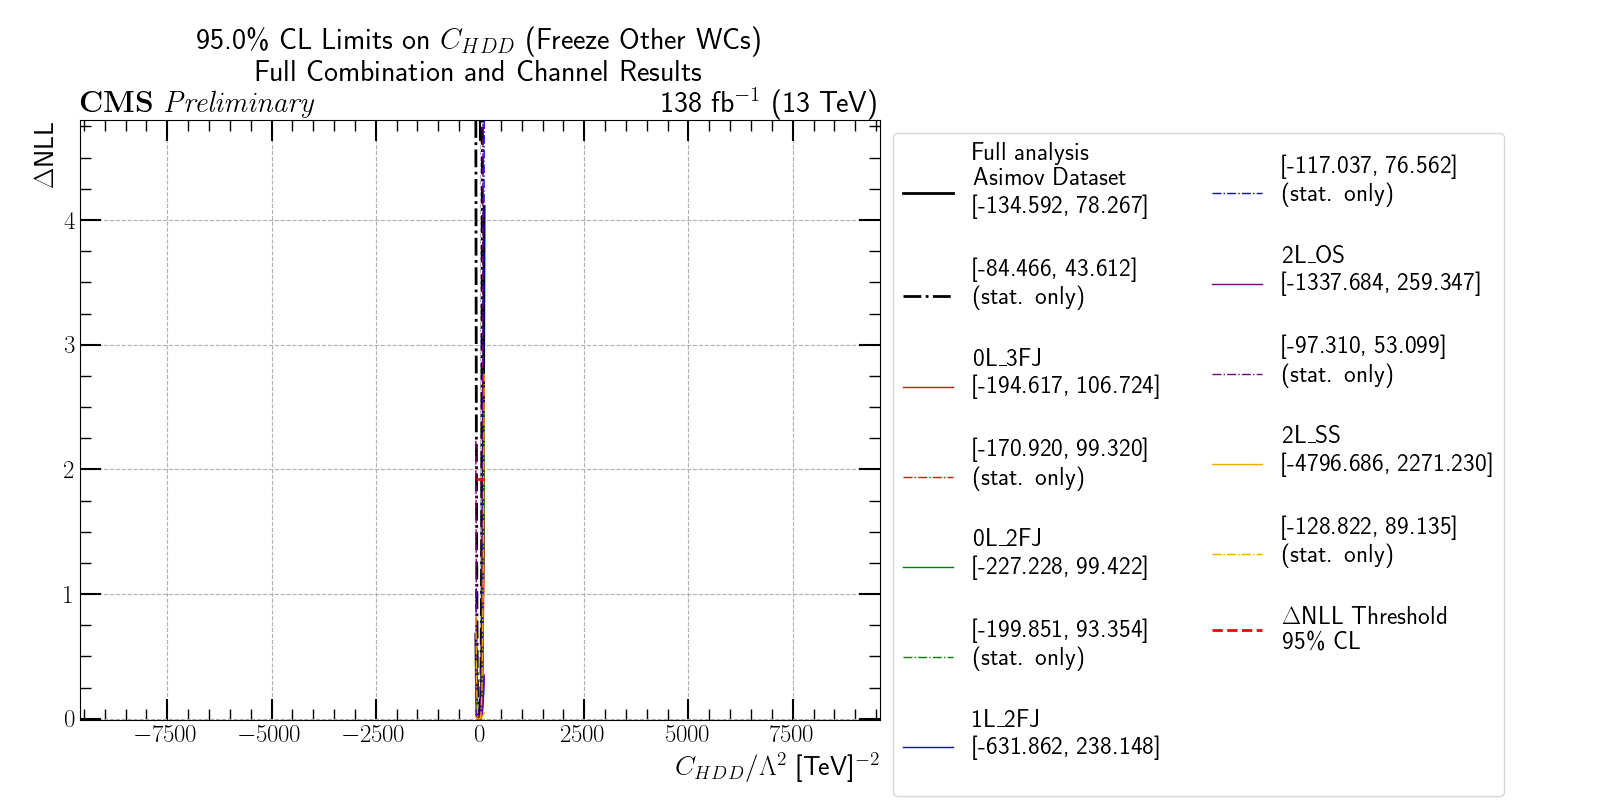 95.0% CL Limits on C_{HDD} (Freeze Other WCs)
Full Combination and Channel Results
CMS Preliminary
138 fb^{-1} (13 TeV)
ΔNLL
4
3
2
1
0
−7500
−5000
−2500
0
2500
5000
7500
C_{HDD}/Λ^2 [TeV]^{-2}
Full analysis
Asimov Dataset
[-134.592, 78.267]
[-84.466, 43.612]
(stat. only)
0L_3FJ
[-194.617, 106.724]
[-170.920, 99.320]
(stat. only)
0L_2FJ
[-227.228, 99.422]
[-199.851, 93.354]
(stat. only)
1L_2FJ
[-631.862, 238.148]
[-117.037, 76.562]
(stat. only)
2L_OS
[-1337.684, 259.347]
[-97.310, 53.099]
(stat. only)
2L_SS
[-4796.686, 2271.230]
[-128.822, 89.135]
(stat. only)
ΔNLL Threshold
95% CL